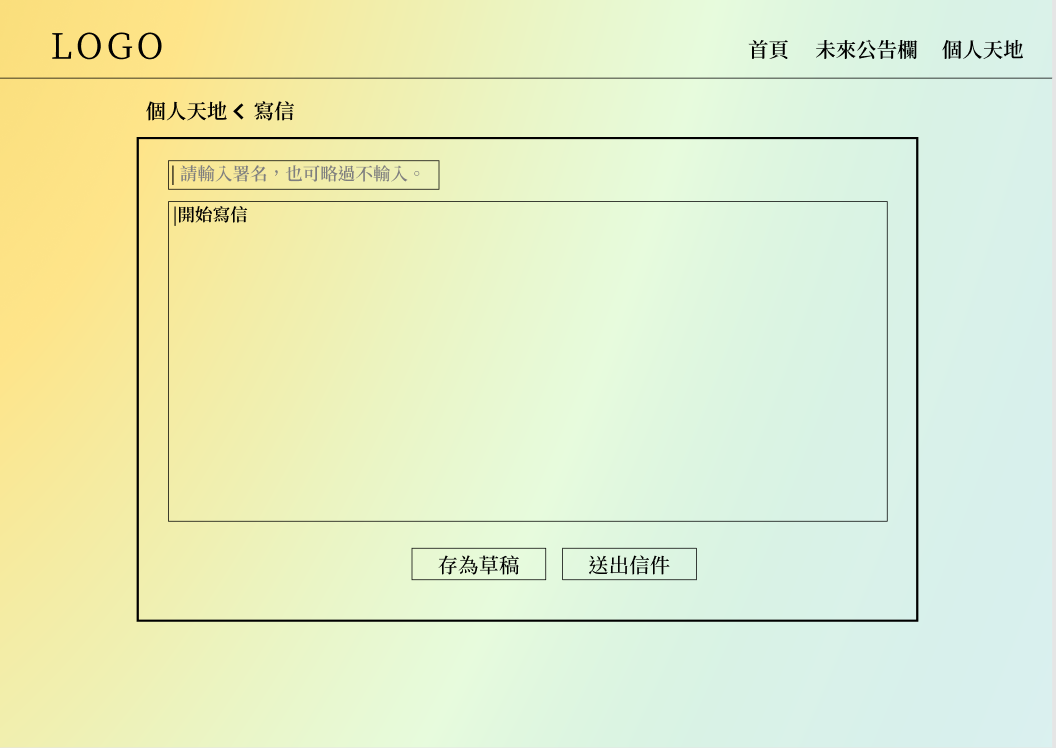 LOGO 首頁 未來公告欄 個人天地
個人天地 < 寫信
請輸入署名，也可略過不輸入。
開始寫信
存為草稿 送出信件